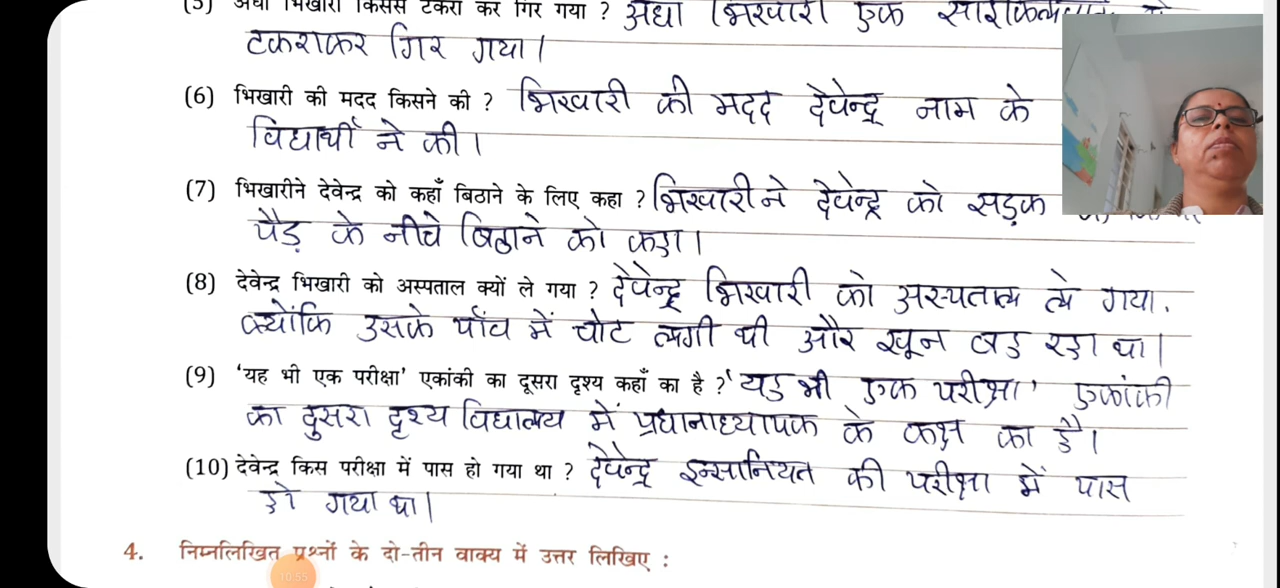 (5) अंधा भिखारी किससे टकरा कर गिर गया ? अंधा भिखारी एक
टकराकर गिर गया।
(6) भिखारी की मदद किसने की ? भिखारी की मदद देवेन्द्र नाम के
विद्यार्थी ने की।
(7) भिखारीने देवेन्द्र को कहाँ बिठाने के लिए कहा ? भिखारीने देवेन्द्र को सड़क
पेड़ के नीचे बिठाने को कहा।
(8) देवेन्द्र भिखारी को अस्पताल क्यों ले गया ? देवेन्द्र भिखारी को अस्पताल ले गया.
क्योंकि उसके पाँव में चोट लगी थी और खून बह रहा था।
(9) 'यह भी एक परीक्षा' एकांकी का दूसरा दृश्य कहाँ का है ? 'यह भी एक परीक्षा' एकांकी
का दुसरा दृश्य विद्यालय में प्रधानाध्यापक के कक्ष का है।
(10) देवेन्द्र किस परीक्षा में पास हो गया था ? देवेन्द्र इन्सानियत की परीक्षा में पास
हो गया था।
4. निम्नलिखित प्रश्नों के दो-तीन वाक्य में उत्तर लिखिए :
10:55